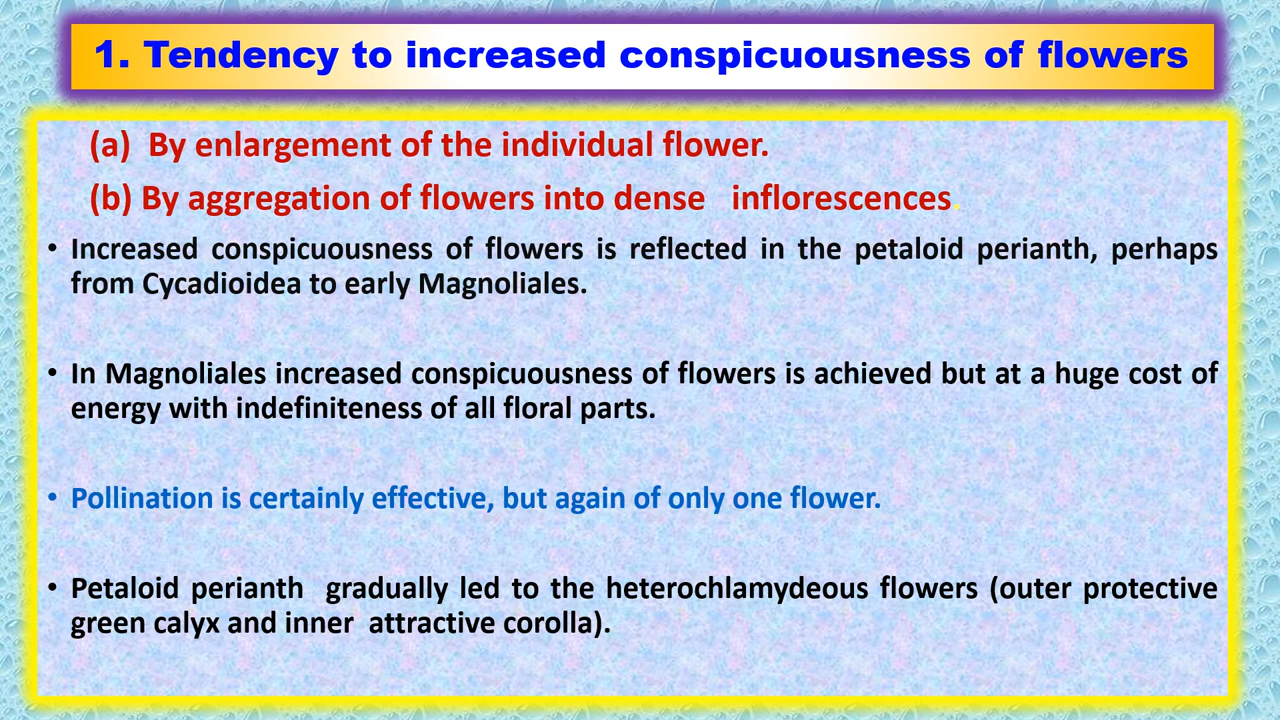 1. Tendency to increased conspicuousness of flowers
(a) By enlargement of the individual flower.
(b) By aggregation of flowers into dense inflorescences.
• Increased conspicuousness of flowers is reflected in the petaloid perianth, perhaps
from Cycadioidea to early Magnoliales.
• In Magnoliales increased conspicuousness of flowers is achieved but at a huge cost of
energy with indefiniteness of all floral parts.
• Pollination is certainly effective, but again of only one flower.
• Petaloid perianth gradually led to the heterochlamydeous flowers (outer protective
green calyx and inner attractive corolla).